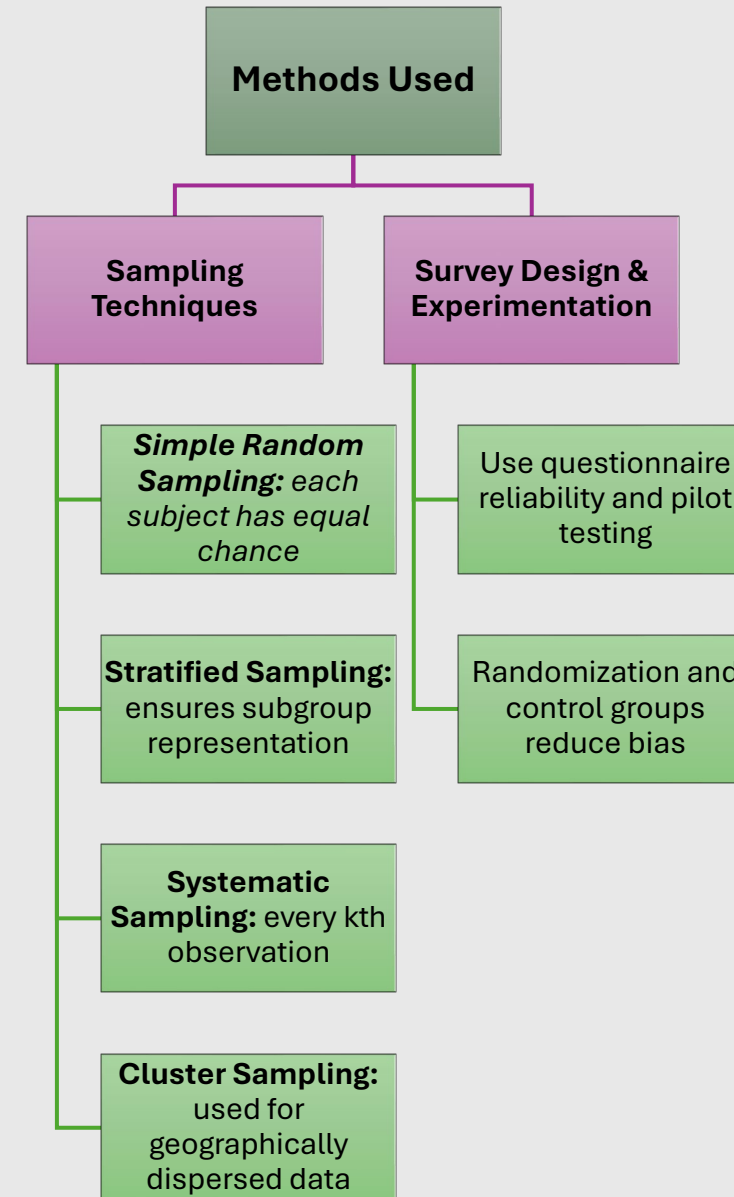 Methods Used
Sampling
Techniques
Simple Random
Sampling: each
subject has equal
chance
Stratified Sampling:
ensures subgroup
representation
Systematic
Sampling: every kth
observation
Cluster Sampling:
used for
geographically
dispersed data
Survey Design &
Experimentation
Use questionnaire
reliability and pilot
testing
Randomization and
control groups
reduce bias